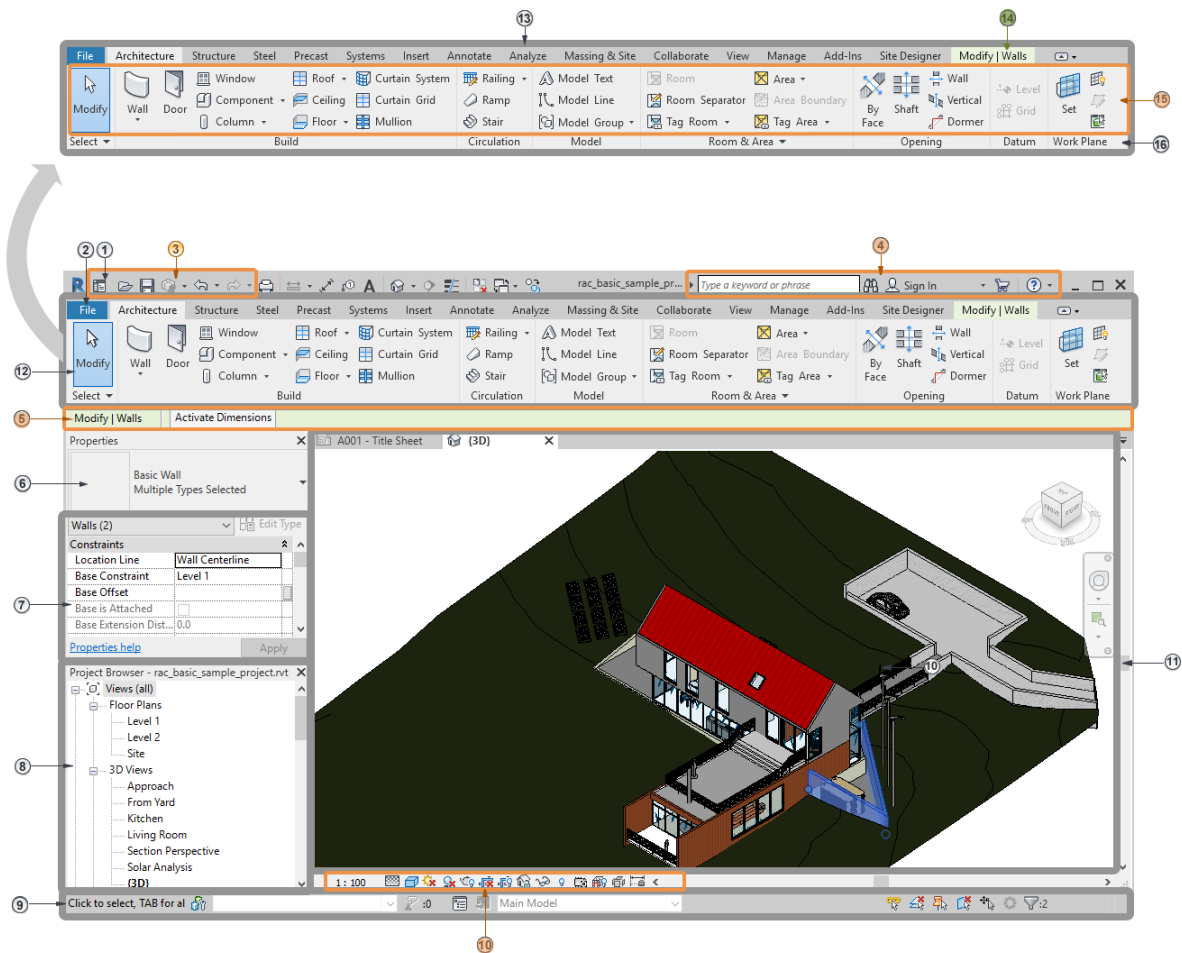 13 14
File Architecture Structure Steel Precast Systems Insert Annotate Analyze Massing & Site Collaborate View Manage Add-Ins Site Designer Modify | Walls
Modify Wall Door Window Roof Curtain System Railing Model Text Room Area By Face Shaft Wall Level Set
Component Ceiling Curtain Grid Ramp Model Line Room Separator Area Boundary Vertical Grid 15
Column Floor Mullion Stair Model Group Tag Room Tag Area Dormer
Select Build Circulation Model Room & Area Opening Datum Work Plane 16
2 1 3 4
R A rac_basic_sample_pr... Type a keyword or phrase Sign In ?
File Architecture Structure Steel Precast Systems Insert Annotate Analyze Massing & Site Collaborate View Manage Add-Ins Site Designer Modify | Walls
Modify Wall Door Window Roof Curtain System Railing Model Text Room Area By Face Shaft Wall Level Set
Component Ceiling Curtain Grid Ramp Model Line Room Separator Area Boundary Vertical Grid
12 Column Floor Mullion Stair Model Group Tag Room Tag Area Dormer
Select Build Circulation Model Room & Area Opening Datum Work Plane
5 Modify | Walls Activate Dimensions
Properties
A001 - Title Sheet {3D}
6 Basic Wall
Multiple Types Selected
Walls (2) Edit Type
Constraints
Location Line Wall Centerline
Base Constraint Level 1
Base Offset
7 Base is Attached
Base Extension Dist... 0.0
Properties help Apply
10 11
Project Browser - rac_basic_sample_project.rvt
Views (all)
Floor Plans
Level 1
Level 2
Site
8 3D Views
Approach
From Yard
Kitchen
Living Room
Section Perspective
Solar Analysis
{3D}
1 : 100
9 Click to select, TAB for al :0 Main Model :2
10